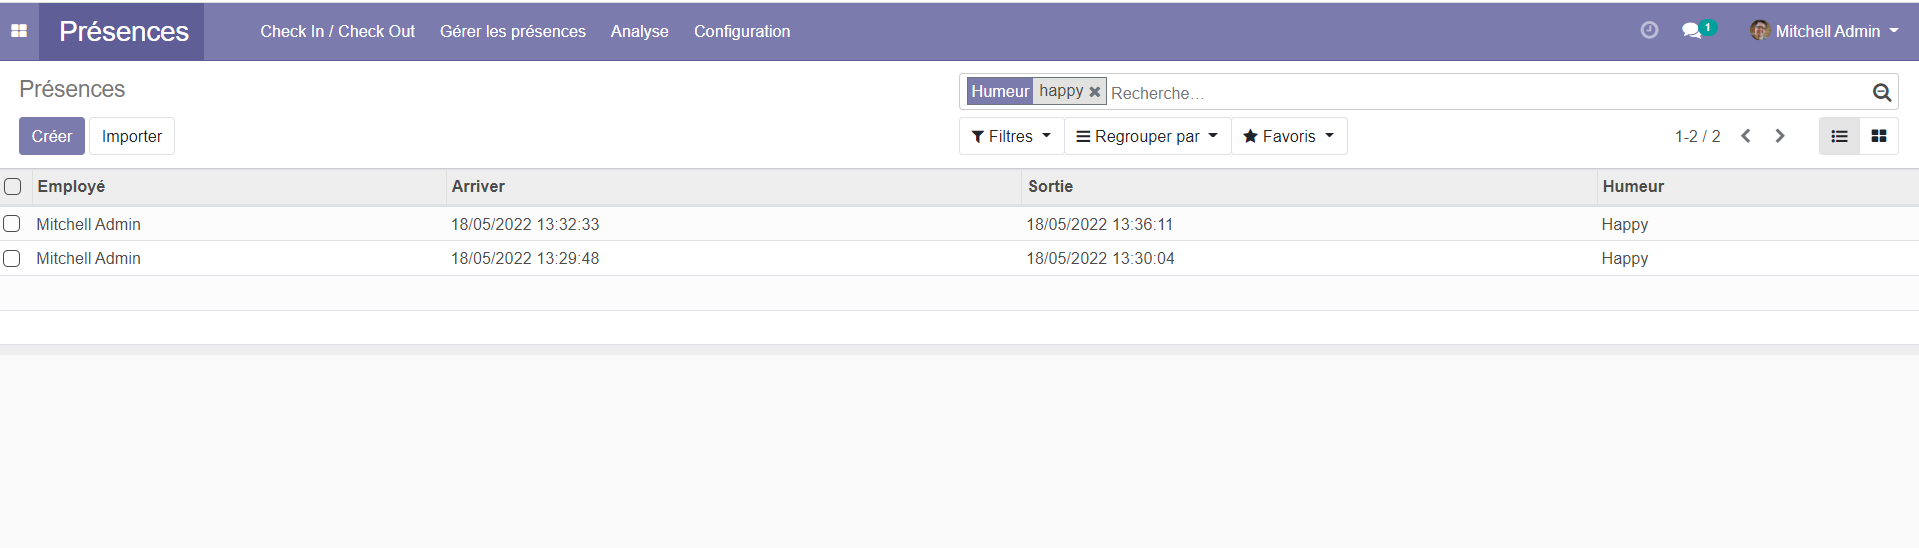 Présences Check In / Check Out Gérer les présences Analyse Configuration 1 Mitchell Admin
Présences Humeur happy Recherche...
Créer Importer Filtres Regrouper par Favoris 1-2 / 2
Employé Arriver Sortie Humeur
Mitchell Admin 18/05/2022 13:32:33 18/05/2022 13:36:11 Happy
Mitchell Admin 18/05/2022 13:29:48 18/05/2022 13:30:04 Happy